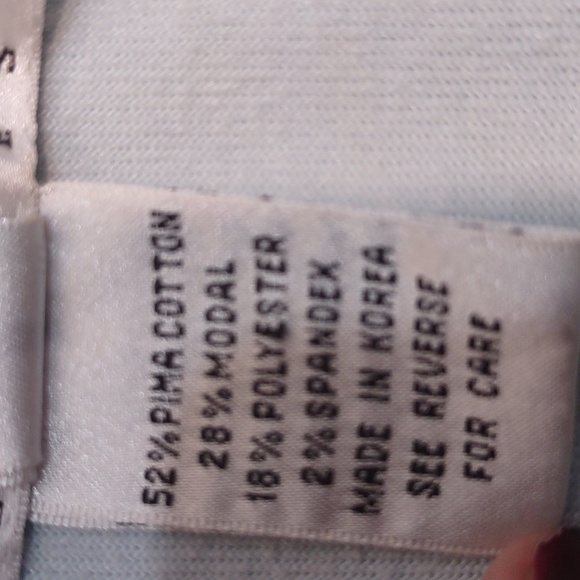 52% PIMA COTTON
28% MODAL
18% POLYESTER
2% SPANDEX
MADE IN KOREA
SEE REVERSE
FOR CARE